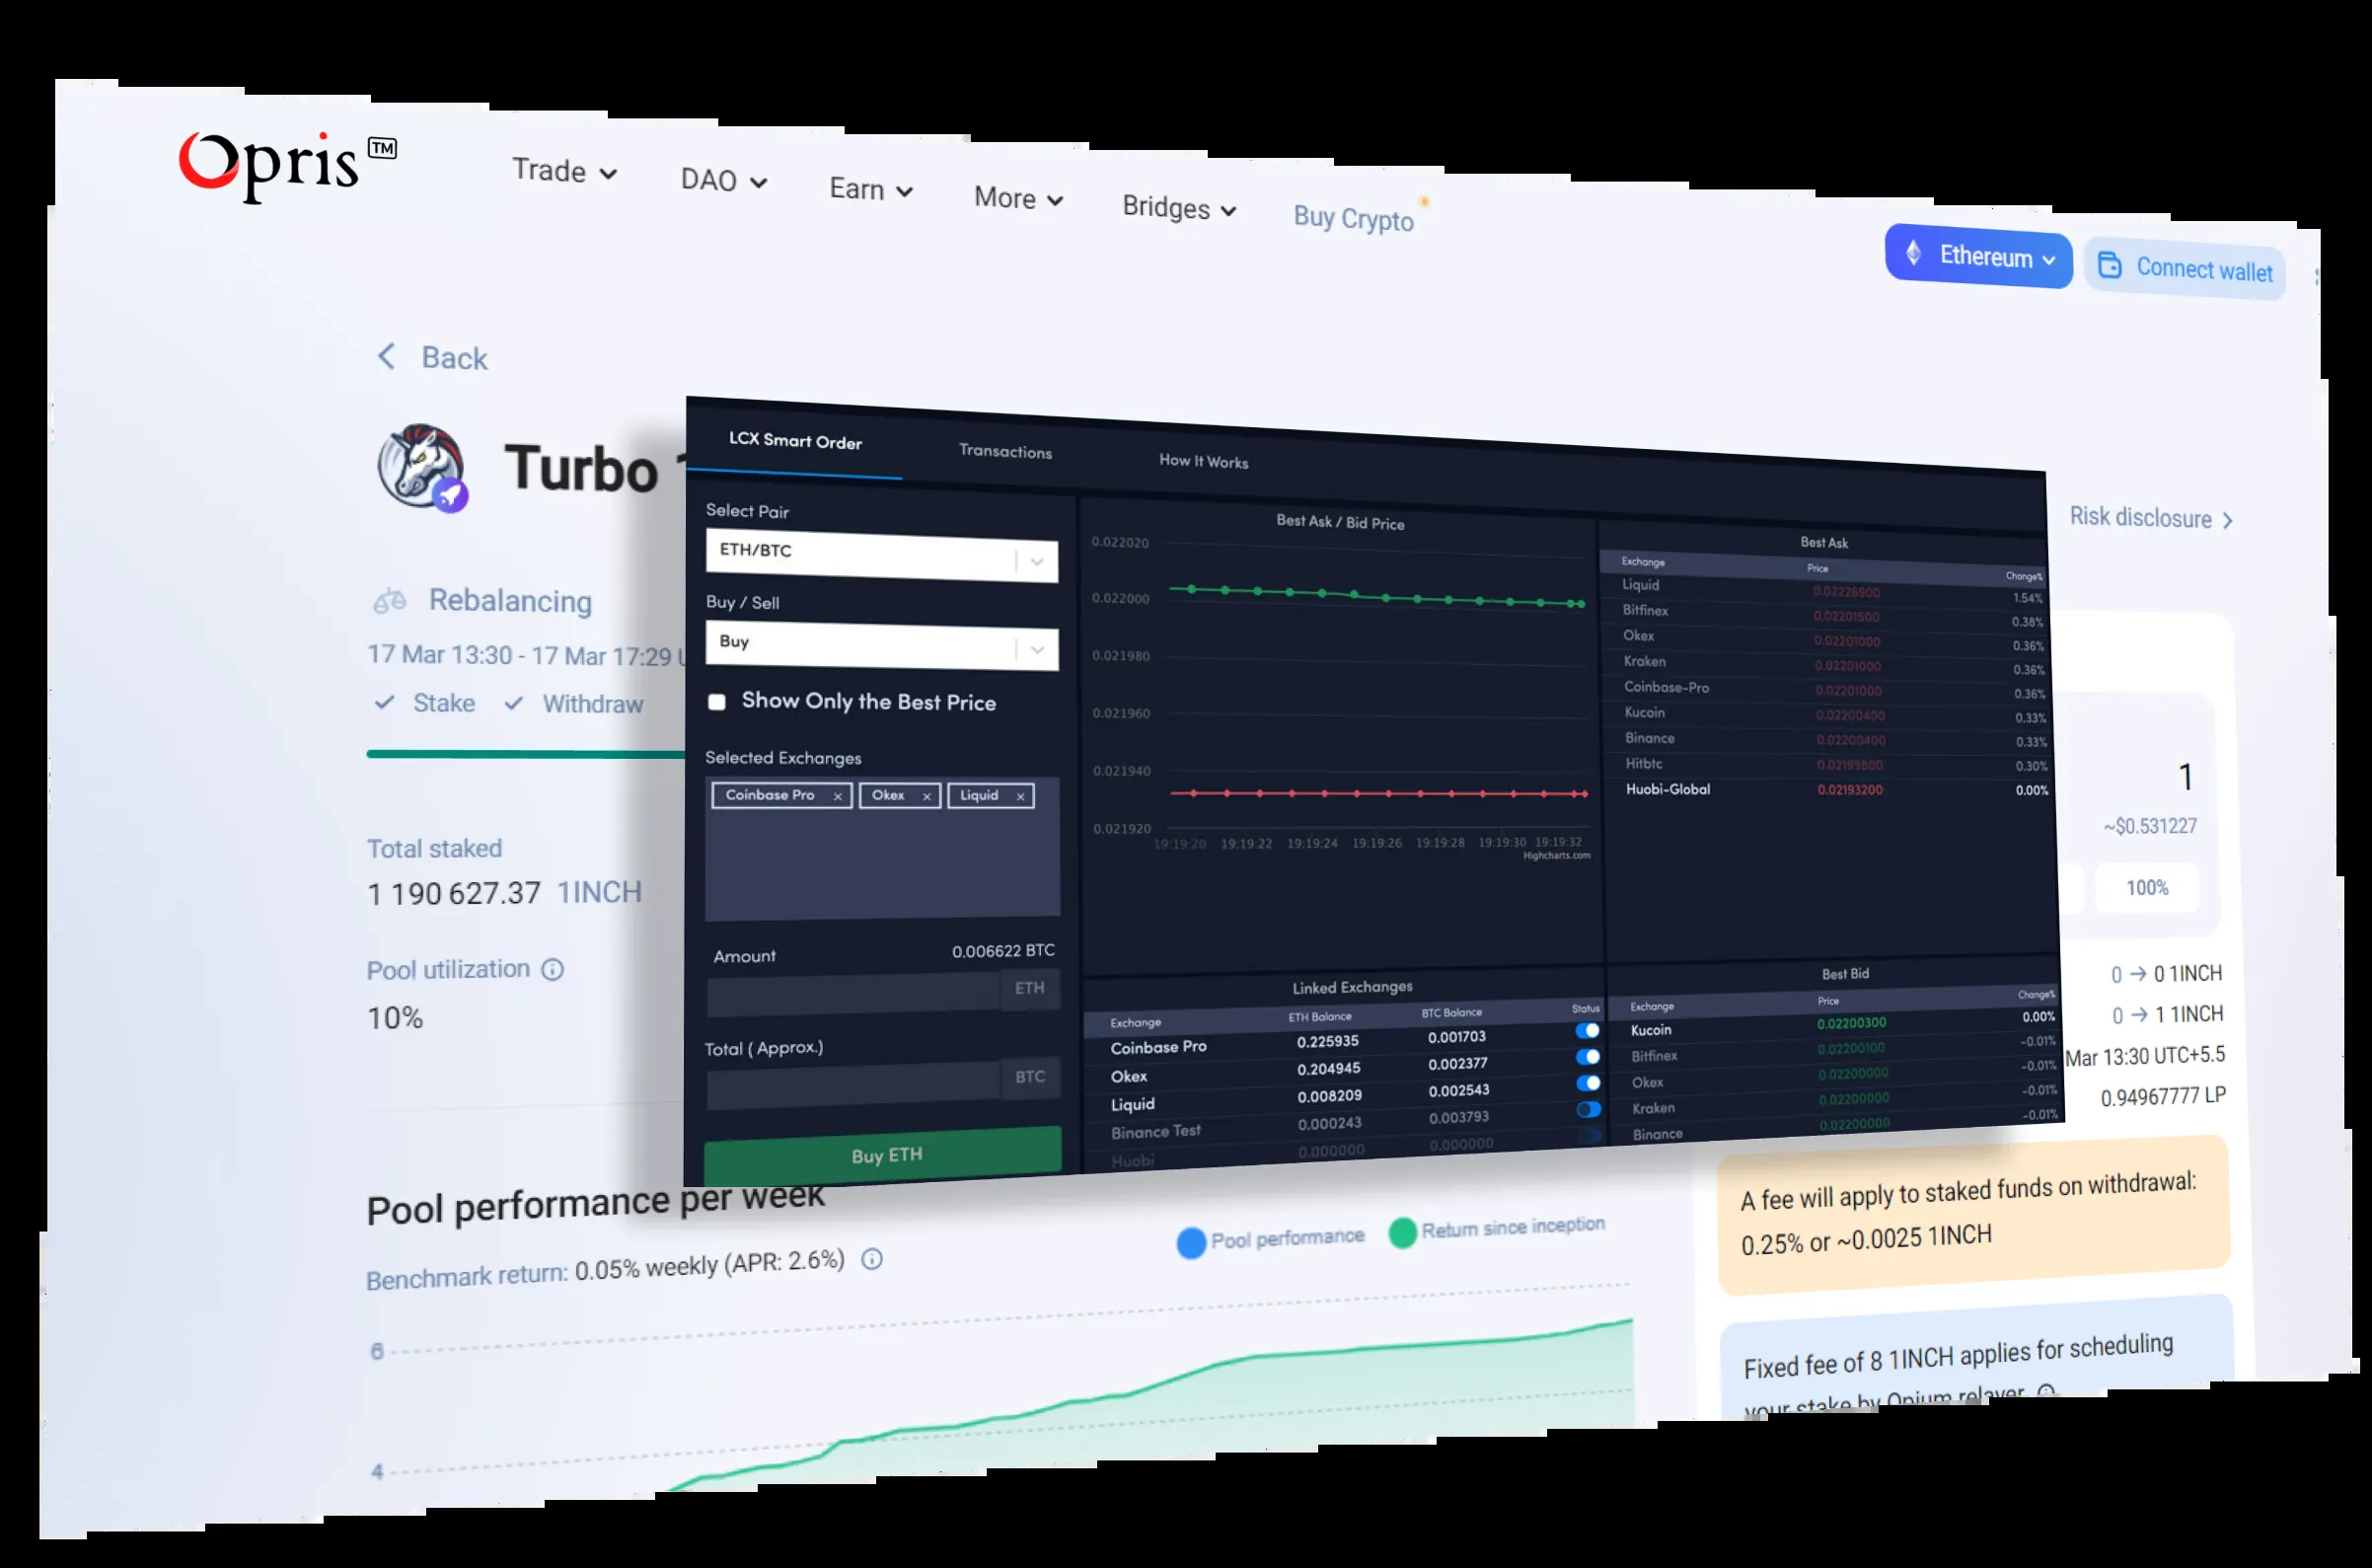 Opris TM
Trade
DAO
Earn
More
Bridges
Buy Crypto
Ethereum
Connect wallet
Back
Turbo
Risk disclosure
Rebalancing
17 Mar 13:30 - 17 Mar 17:29
Stake
Withdraw
Total staked
1 190 627.37 1INCH
Pool utilization
10%
LCX Smart Order
Transactions
How It Works
Select Pair
ETH/BTC
Buy / Sell
Buy
Show Only the Best Price
Selected Exchanges
Coinbase Pro ×
Okex ×
Liquid ×
Amount 0.006622 BTC
ETH
Total ( Approx.)
BTC
Buy ETH
Best Ask / Bid Price
0.022020
0.022000
0.021980
0.021960
0.021940
0.021920
19:19:20 19:19:22 19:19:24 19:19:26 19:19:28 19:19:30 19:19:32
Highcharts.com
Best Ask
Exchange Price Change%
Liquid 0.02226900 1.54%
Bitfinex 0.02201500 0.38%
Okex 0.02201000 0.36%
Kraken 0.02201000 0.36%
Coinbase-Pro 0.02201000 0.36%
Kucoin 0.02200400 0.33%
Binance 0.02200400 0.33%
Hitbtc 0.02199800 0.30%
Huobi-Global 0.02193200 0.00%
Linked Exchanges
Exchange ETH Balance BTC Balance Status
Coinbase Pro 0.225935 0.001703
Okex 0.204945 0.002377
Liquid 0.008209 0.002543
Binance Test 0.000243 0.003793
Huobi 0.000000 0.000000
Best Bid
Exchange Price Change%
Kucoin 0.02200300 0.00%
Bitfinex 0.02200100 -0.01%
Okex 0.02200000 -0.01%
Kraken 0.02200000 -0.01%
Binance 0.02200000 -0.01%
1
~$0.531227
100%
0 → 0 1INCH
0 → 1 1INCH
Mar 13:30 UTC+5.5
0.94967777 LP
A fee will apply to staked funds on withdrawal:
0.25% or ~0.0025 1INCH
Fixed fee of 8 1INCH applies for scheduling
your stake by Opium relayer.
Pool performance per week
Benchmark return: 0.05% weekly (APR: 2.6%)
Pool performance
Return since inception
6
4